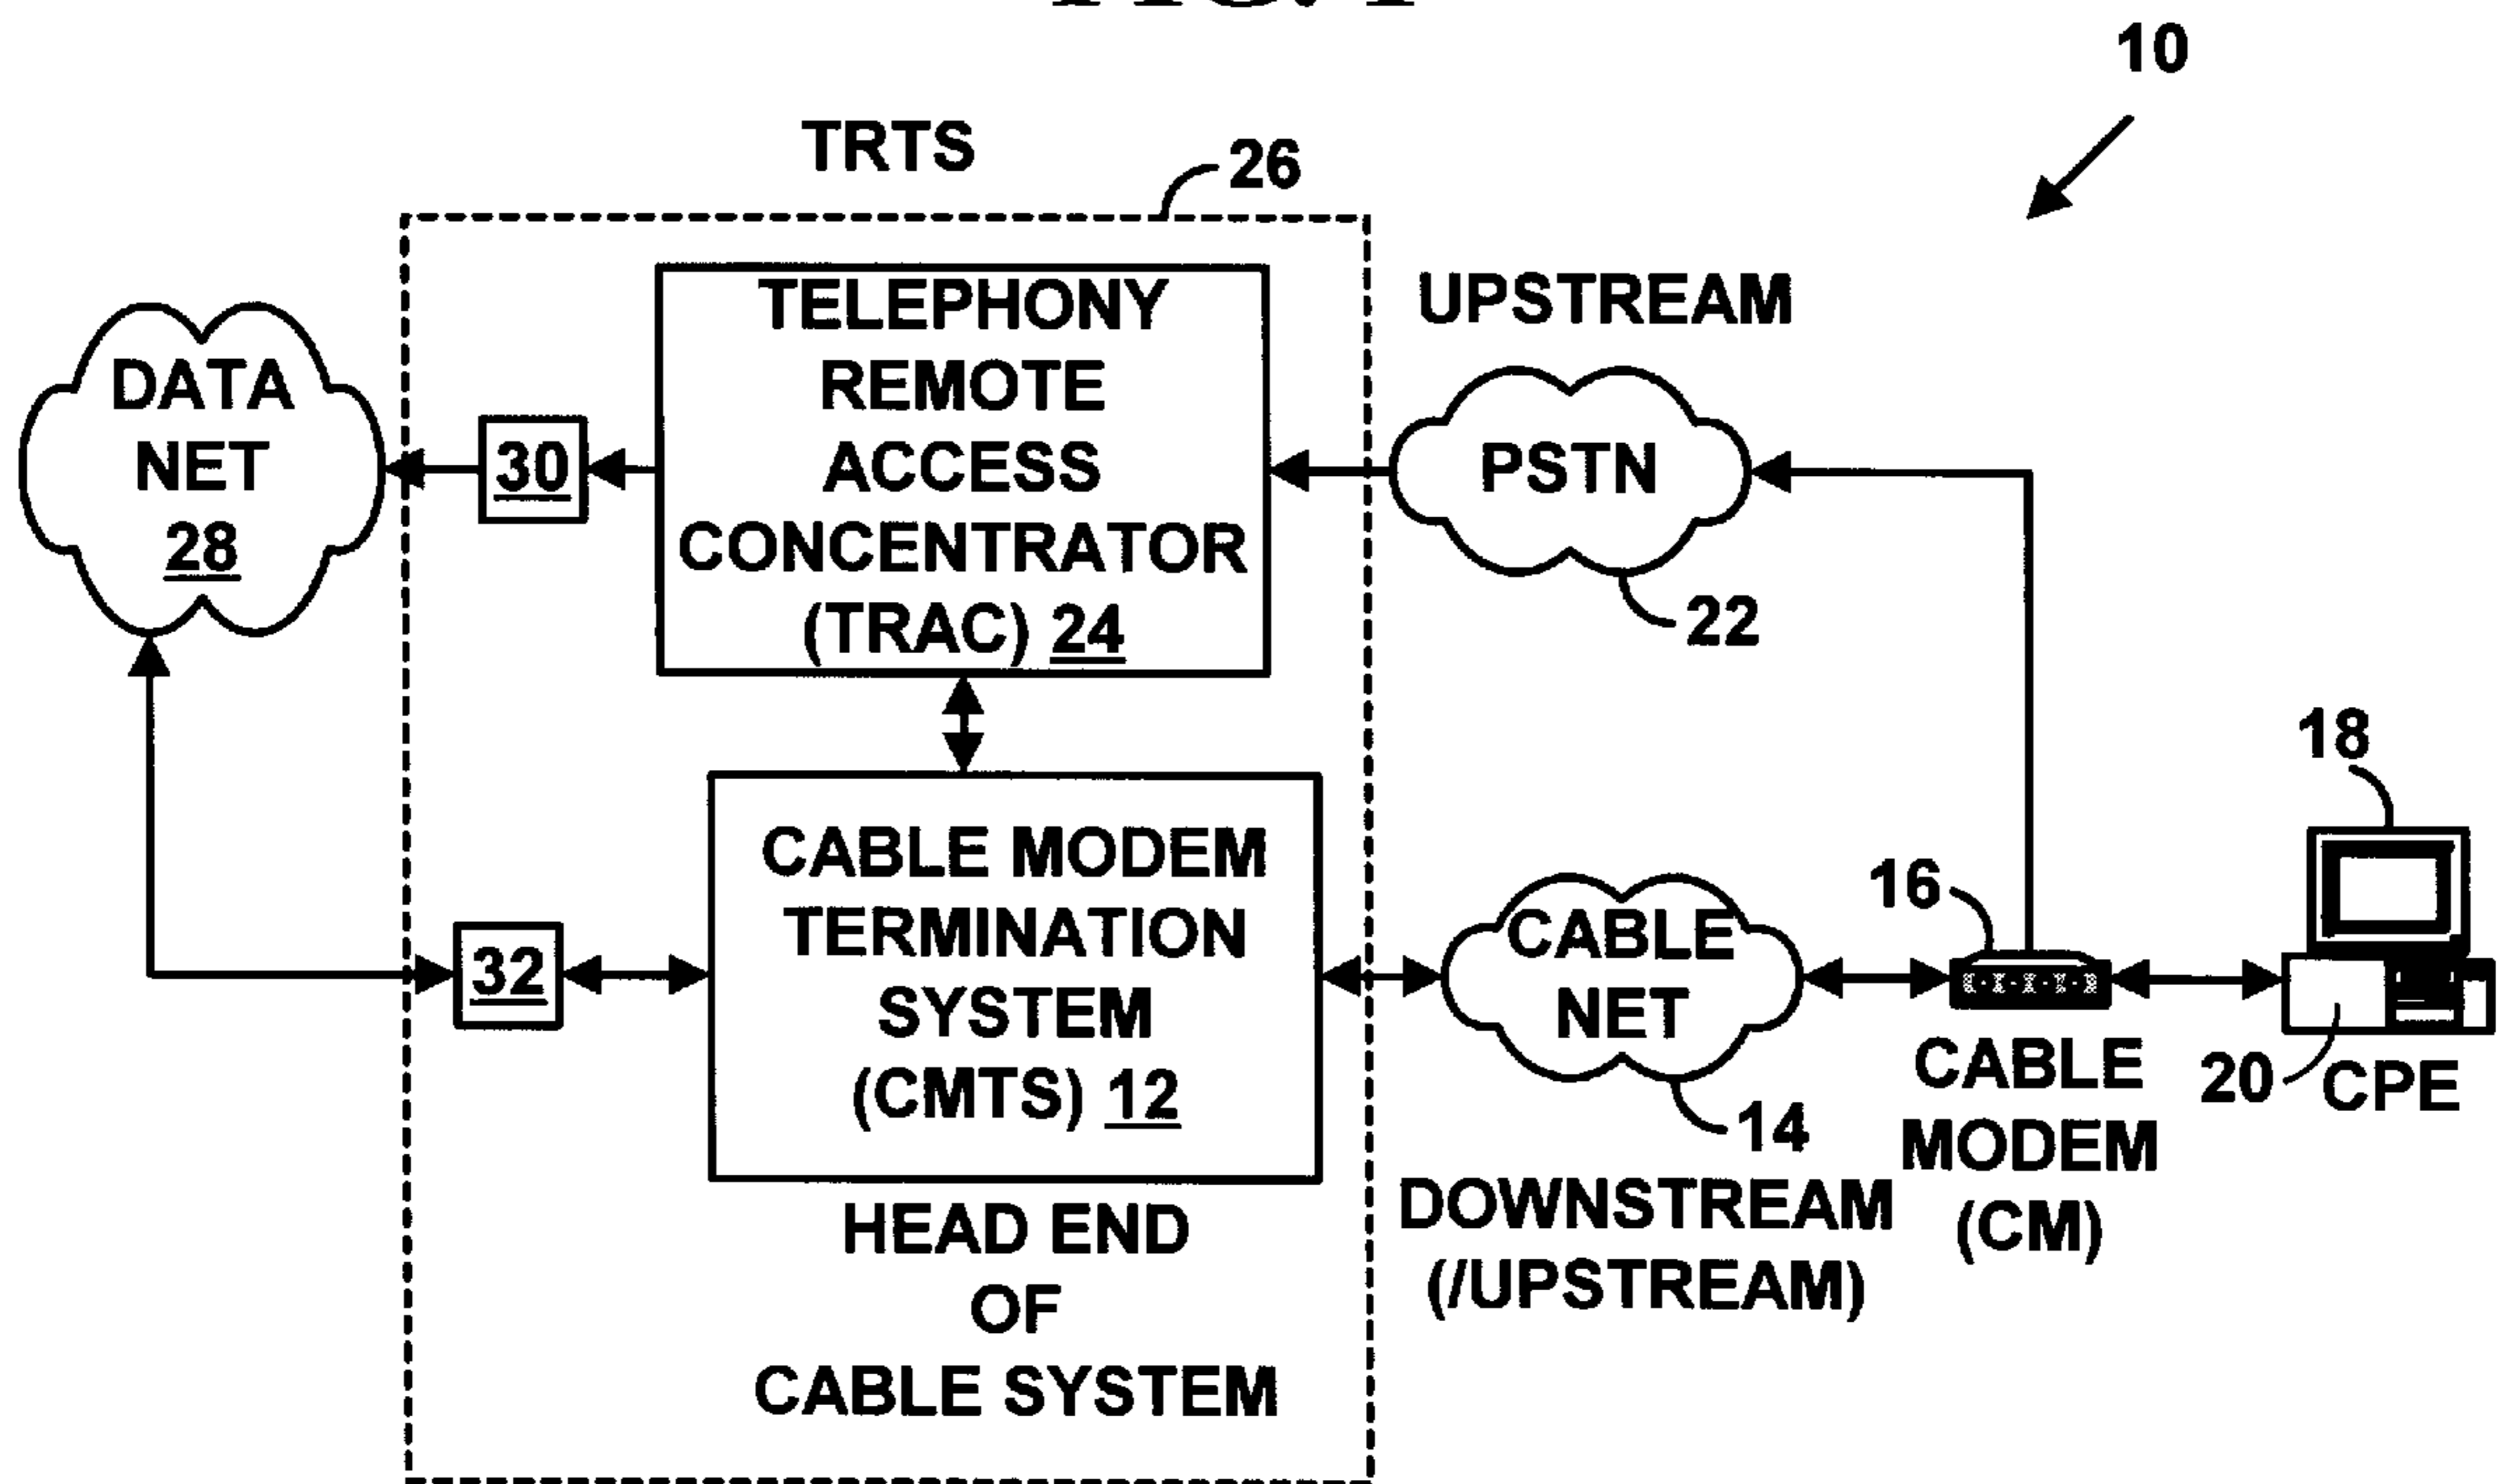 10
TRTS
26
TELEPHONY
REMOTE
ACCESS
CONCENTRATOR
(TRAC) 24
DATA
NET
28
30
UPSTREAM
PSTN
22
18
CABLE MODEM
TERMINATION
SYSTEM
(CMTS) 12
32
CABLE
NET
14
16
20
CPE
CABLE
MODEM
(CM)
DOWNSTREAM
(/UPSTREAM)
HEAD END
OF
CABLE SYSTEM